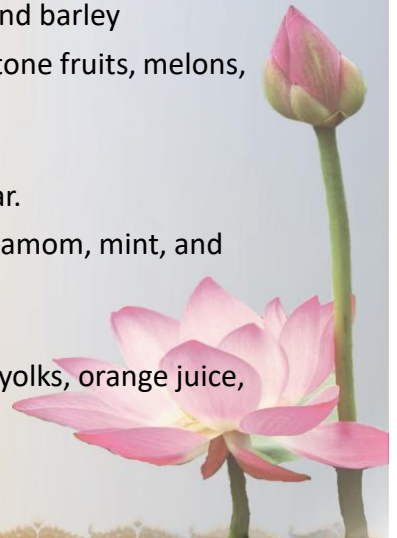 nd barley
tone fruits, melons,
ar.
amom, mint, and
yolks, orange juice,